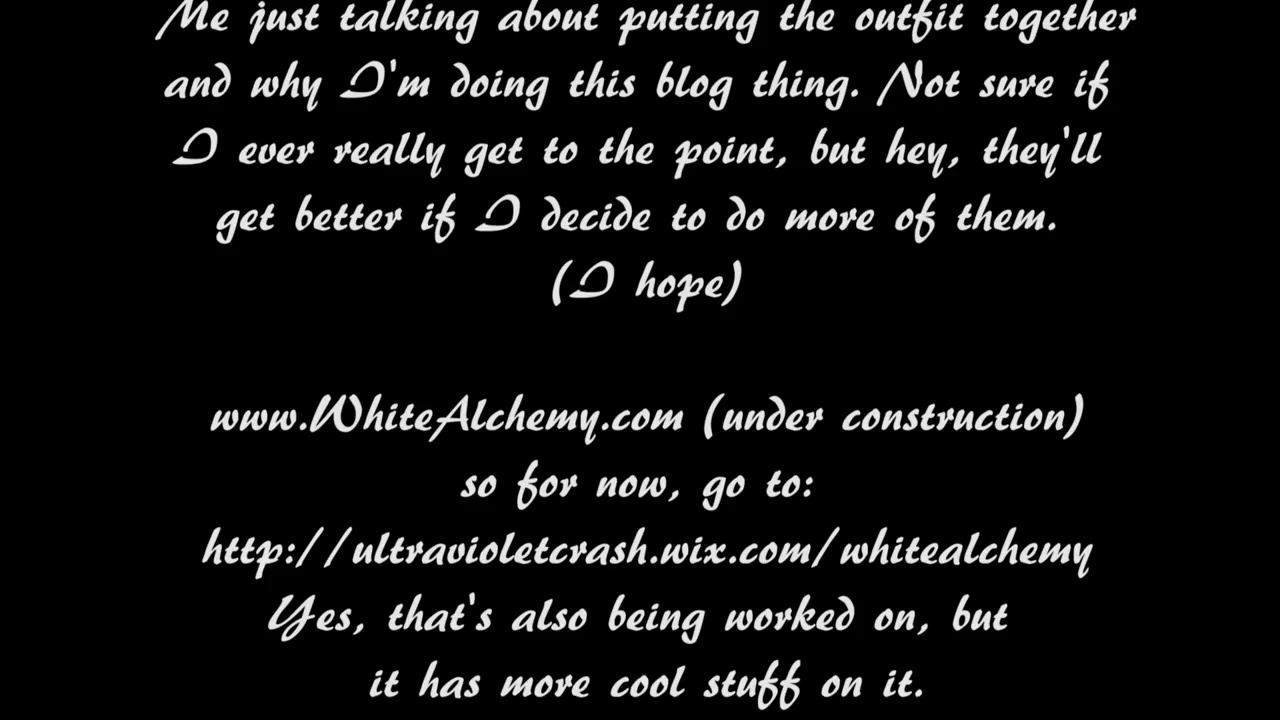 Me just talking about putting the outfit together
and why I'm doing this blog thing. Not sure if
I ever really get to the point, but hey, they'll
get better if I decide to do more of them.
(I hope)
www.WhiteAlchemy.com (under construction)
so for now, go to:
http://ultravioletcrash.wix.com/whitealchemy
Yes, that's also being worked on, but
it has more cool stuff on it.